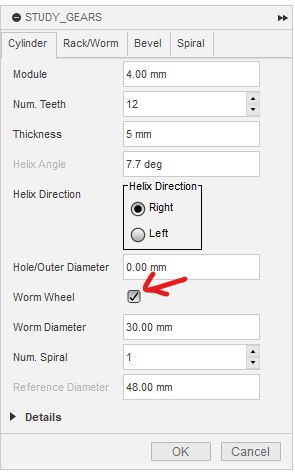 STUDY_GEARS
Cylinder Rack/Worm Bevel Spiral
Module 4.00 mm
Num. Teeth 12
Thickness 5 mm
Helix Angle 7.7 deg
Helix Direction
Helix Direction
Right
Left
Hole/Outer Diameter 0.00 mm
Worm Wheel
Worm Diameter 30.00 mm
Num. Spiral 1
Reference Diameter 48.00 mm
Details
OK Cancel